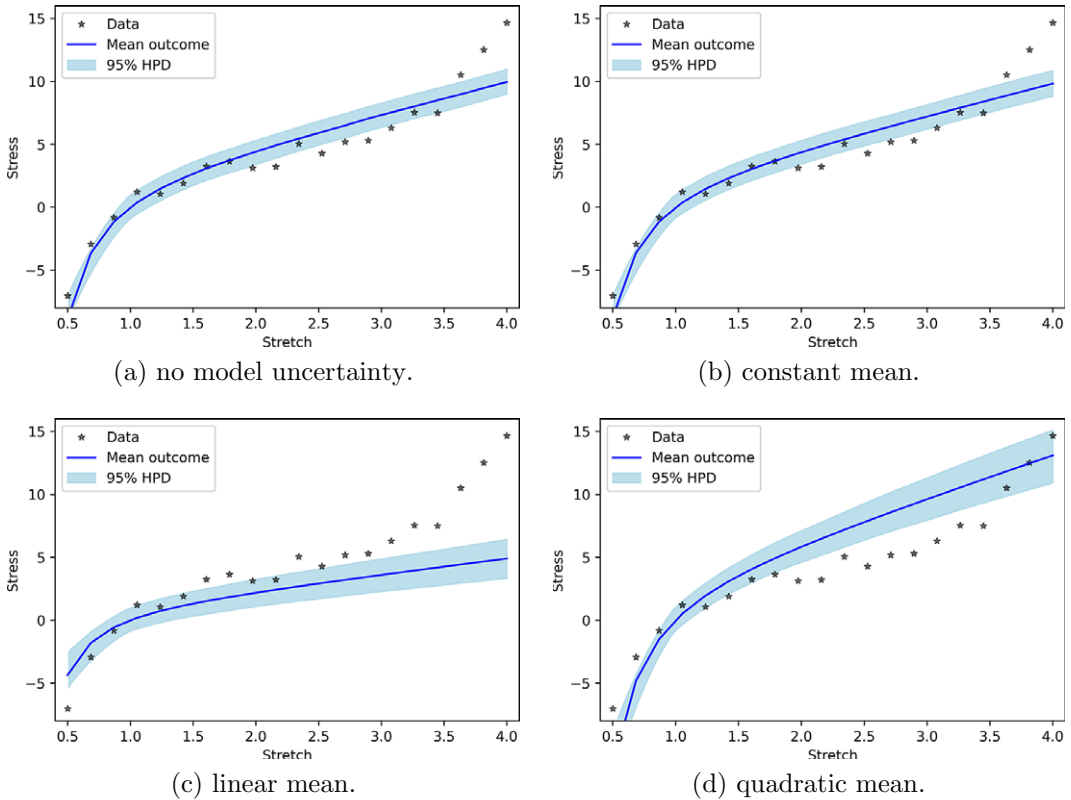 Data
Mean outcome
95% HPD
Stress
15
10
5
0
−5
0.5 1.0 1.5 2.0 2.5 3.0 3.5 4.0
Stretch
(a) no model uncertainty.
Data
Mean outcome
95% HPD
Stress
15
10
5
0
−5
0.5 1.0 1.5 2.0 2.5 3.0 3.5 4.0
Stretch
(b) constant mean.
Data
Mean outcome
95% HPD
Stress
15
10
5
0
−5
0.5 1.0 1.5 2.0 2.5 3.0 3.5 4.0
Stretch
(c) linear mean.
Data
Mean outcome
95% HPD
Stress
15
10
5
0
−5
0.5 1.0 1.5 2.0 2.5 3.0 3.5 4.0
Stretch
(d) quadratic mean.